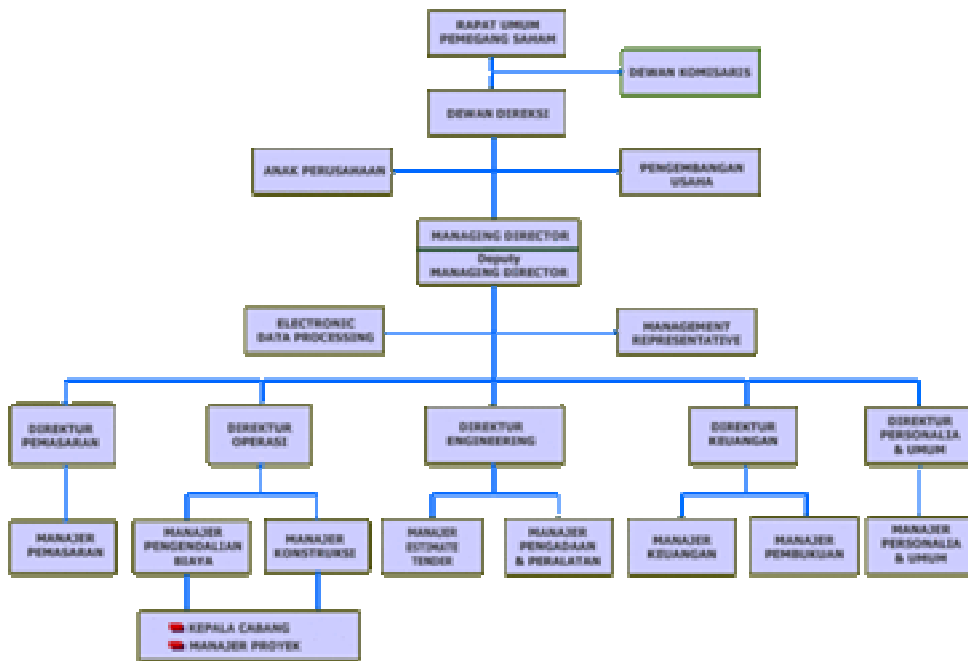 RAPAT UMUM
PEMEGANG SAHAM
DEWAN KOMISARIS
DEWAN DIREKSI
ANAK PERUSAHAAN
PENGEMBANGAN
USAHA
MANAGING DIRECTOR
Deputy
MANAGING DIRECTOR
ELECTRONIC
DATA PROCESSING
MANAGEMENT
REPRESENTATIVE
DIREKTUR
PEMASARAN
DIREKTUR
OPERASI
DIREKTUR
ENGINEERING
DIREKTUR
KEUANGAN
DIREKTUR
PERSONALIA
& UMUM
MANAJER
PEMASARAN
MANAJER
PENGENDALIAN
BIAYA
MANAJER
KONSTRUKSI
MANAJER
ESTIMATE
TENDER
MANAJER
PENGADAAN
& PERALATAN
MANAJER
KEUANGAN
MANAJER
PEMBUKUAN
MANAJER
PERSONALIA
& UMUM
KEPALA CABANG
MANAJER PROYEK